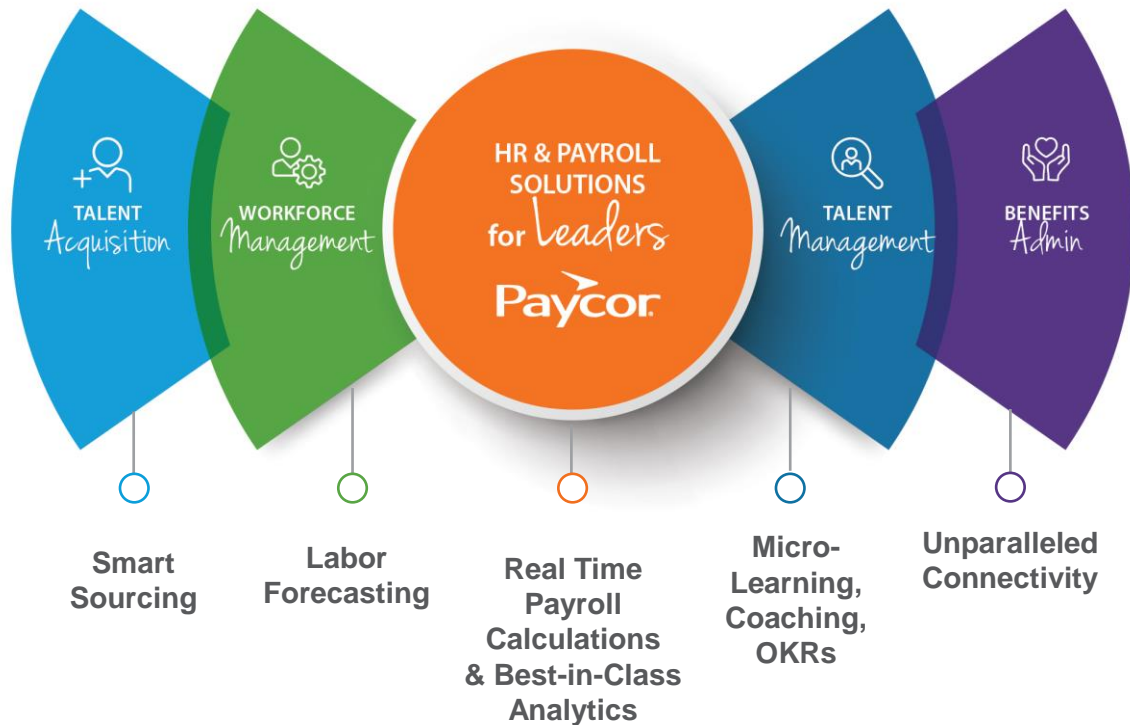 TALENT
Acquisition
WORKFORCE
Management
HR & PAYROLL
SOLUTIONS
for Leaders
Paycor
TALENT
Management
BENEFITS
Admin
Smart
Sourcing
Labor
Forecasting
Real Time
Payroll
Calculations
& Best-in-Class
Analytics
Micro-
Learning,
Coaching,
OKRs
Unparalleled
Connectivity